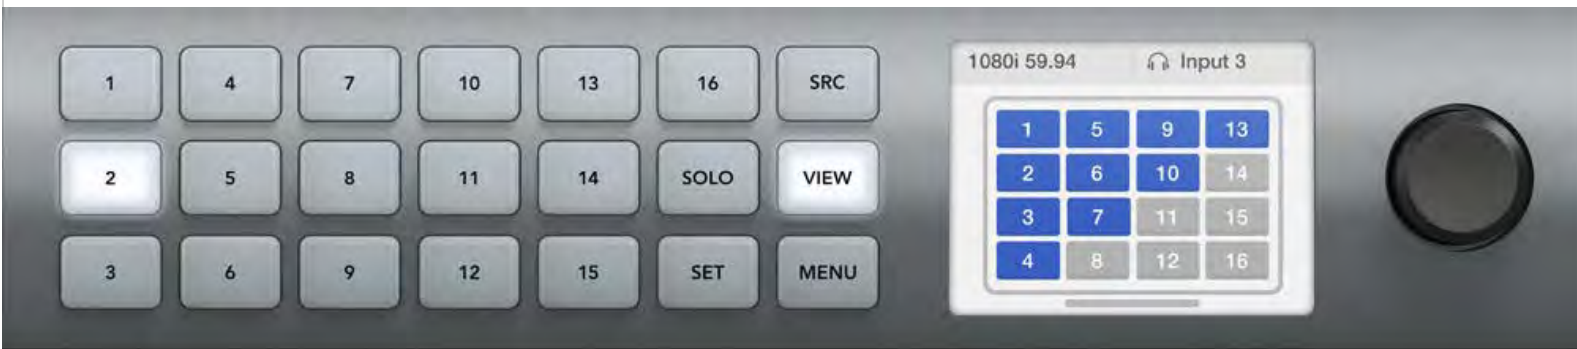 1 4 7 10 13 16 SRC
2 5 8 11 14 SOLO VIEW
3 6 9 12 15 SET MENU
1080i 59.94 Input 3
1 5 9 13
2 6 10 14
3 7 11 15
4 8 12 16